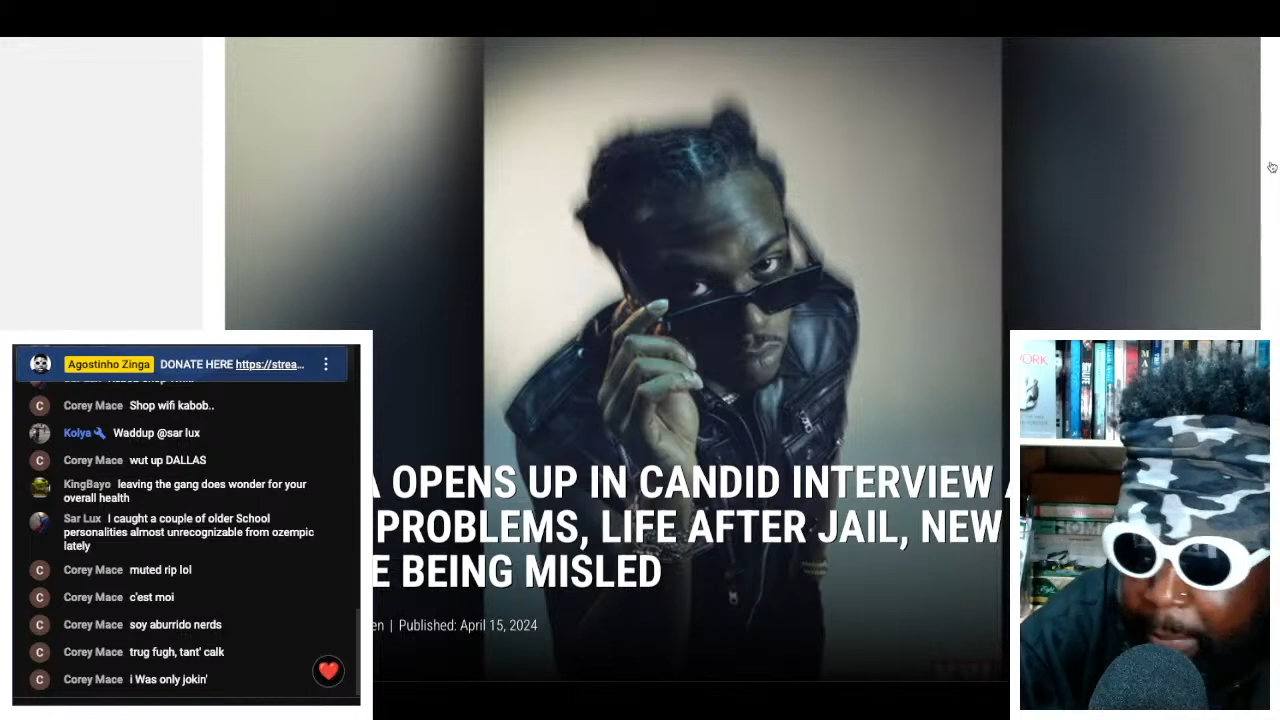 A OPENS UP IN CANDID INTERVIEW A
PROBLEMS, LIFE AFTER JAIL, NEW
E BEING MISLED
en | Published: April 15, 2024
Agostinho Zinga DONATE HERE https://strea...
Corey Mace Shop wifi kabob..
Kolya Waddup @sar lux
Corey Mace wut up DALLAS
KingBayo leaving the gang does wonder for your
overall health
Sar Lux I caught a couple of older School
personalities almost unrecognizable from ozempic
lately
Corey Mace muted rip lol
Corey Mace c'est moi
Corey Mace soy aburrido nerds
Corey Mace trug fugh, tant' calk
Corey Mace i Was only jokin'